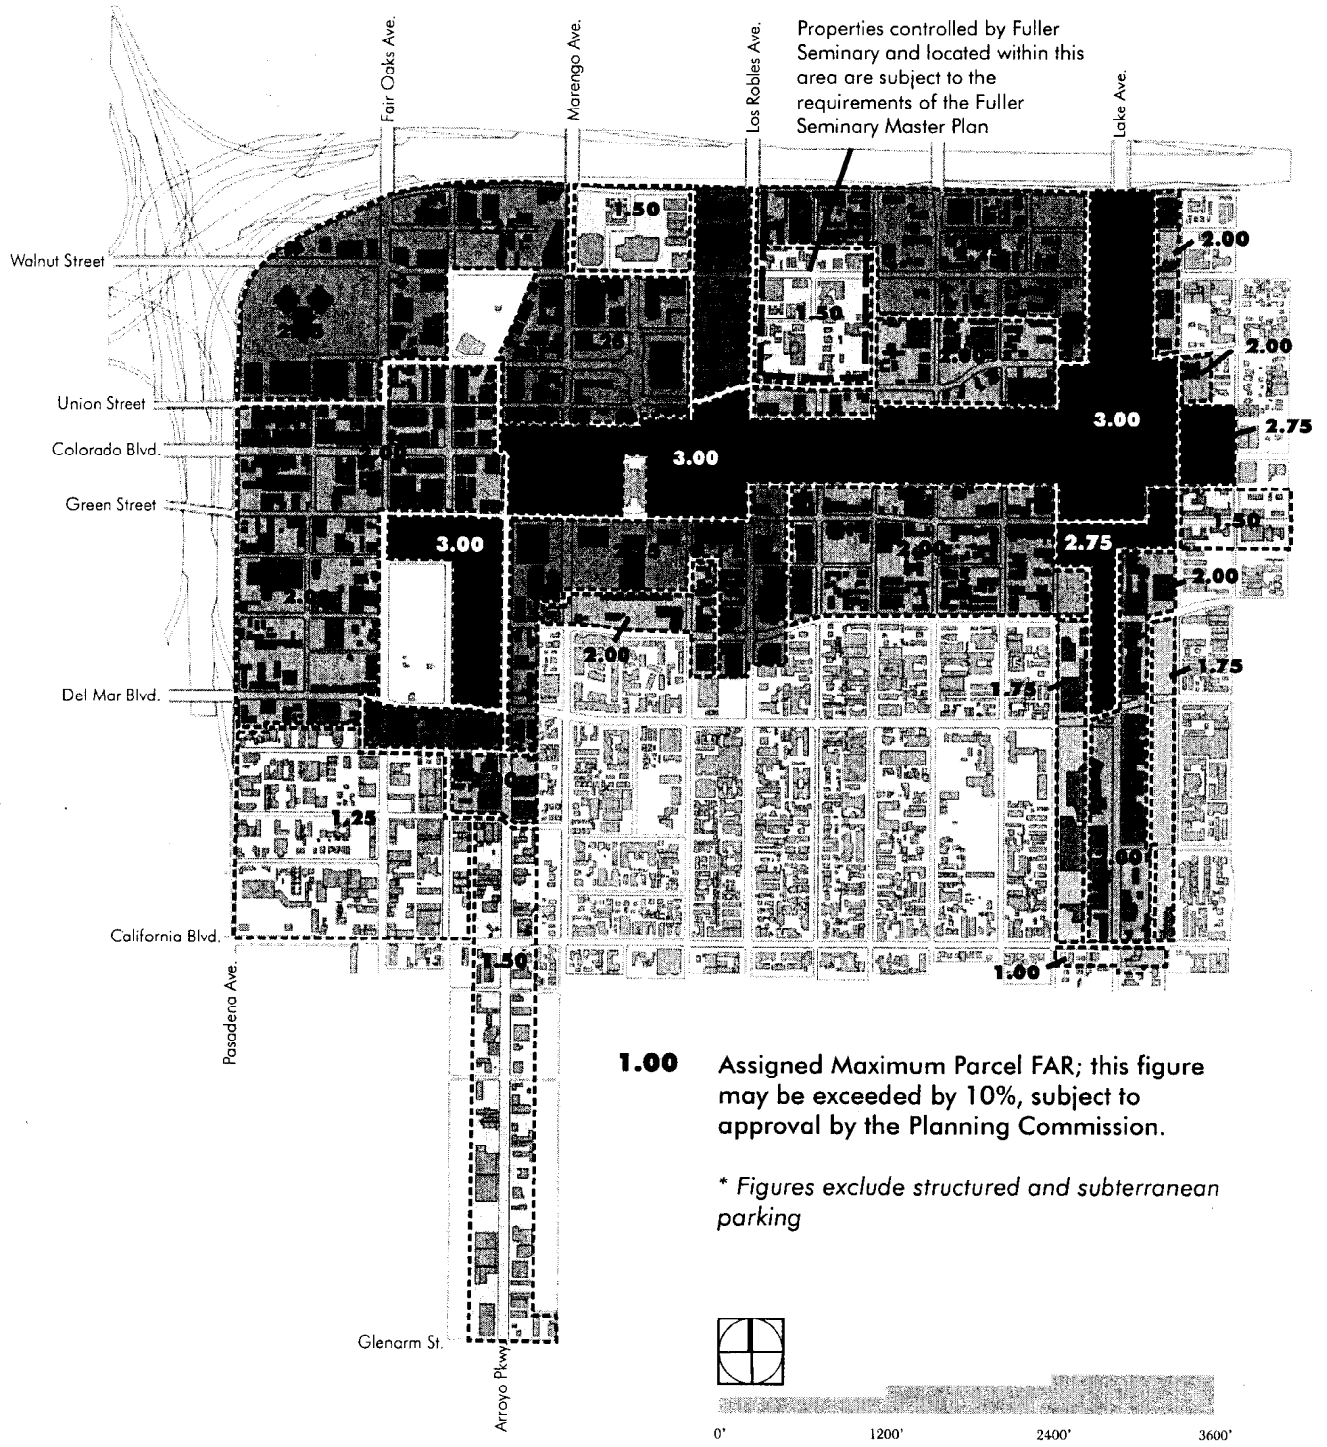 Fair Oaks Ave.
Marengo Ave.
Los Robles Ave.
Properties controlled by Fuller
Seminary and located within this
area are subject to the
requirements of the Fuller
Seminary Master Plan
Lake Ave.
1.50
2.00
Walnut Street
1.50
2.00
Union Street
3.00
2.75
Colorado Blvd.
2.00
3.00
Green Street
1.50
3.00
2.00
2.75
2.00
2.00
1.75
1.75
Del Mar Blvd.
1.25
California Blvd.
1.50
1.00
Pasadena Ave.
1.00 Assigned Maximum Parcel FAR; this figure
may be exceeded by 10%, subject to
approval by the Planning Commission.
* Figures exclude structured and subterranean
parking
Glenarm St.
Arroyo Pkwy.
0' 1200' 2400' 3600'